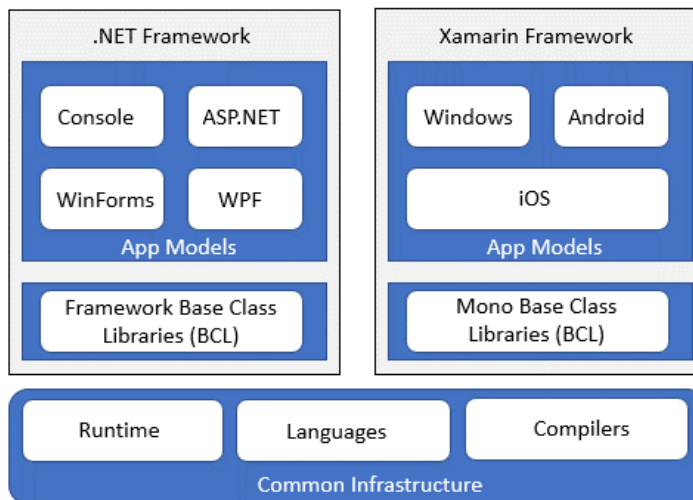 .NET Framework
Console
ASP.NET
WinForms
WPF
App Models
Framework Base Class
Libraries (BCL)
Xamarin Framework
Windows
Android
iOS
App Models
Mono Base Class
Libraries (BCL)
Runtime
Languages
Compilers
Common Infrastructure